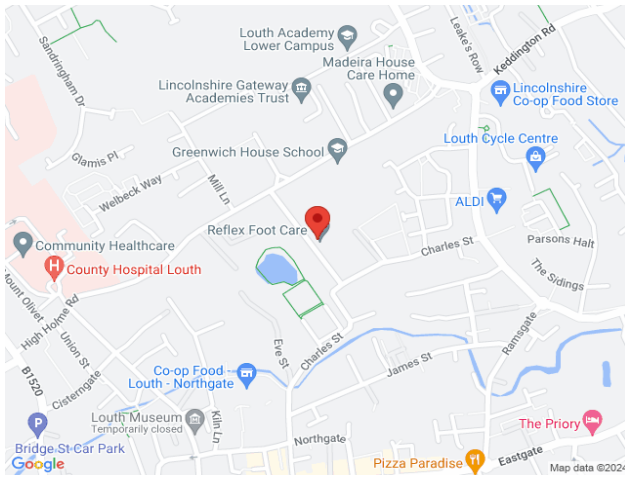 Louth Academy
Lower Campus
Leake's Row
Keddington Rd
Sandringham Dr
Madeira House
Care Home
Lincolnshire Gateway
Academies Trust
Lincolnshire
Co-op Food Store
Louth Cycle Centre
Glamis Pl
Greenwich House School
Welbeck Way
Mill Ln
ALDI
Reflex Foot Care
Community Healthcare
Charles St
Parsons Halt
County Hospital Louth
H
The Sidings
Mount Olivet
High Holme Rd
Union St
Ramsgate
Eve St
Charles St
James St
B1520
Co-op Food
Louth - Northgate
Cisterngate
Louth Museum
Temporarily closed
Kiln Ln
The Priory
P
Bridge St Car Park
Northgate
Eastgate
Pizza Paradise
Google
Map data ©2024